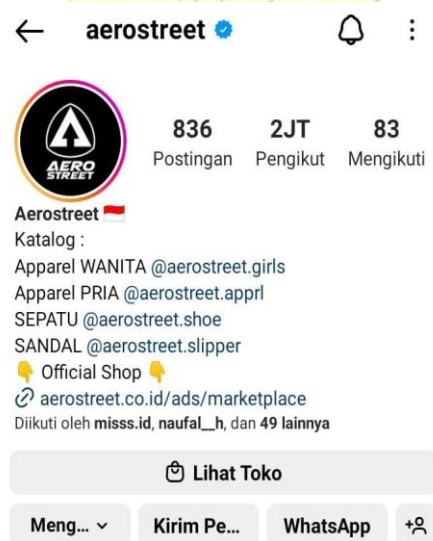 aerostreet
836 2JT 83
Postingan Pengikut Mengikuti
AERO
STREET
Aerostreet
Katalog :
Apparel WANITA @aerostreet.girls
Apparel PRIA @aerostreet.apprl
SEPATU @aerostreet.shoe
SANDAL @aerostreet.slipper
Official Shop
aerostreet.co.id/ads/marketplace
Diikuti oleh misss.id, naufal__h, dan 49 lainnya
Lihat Toko
Meng... Kirim Pe... WhatsApp